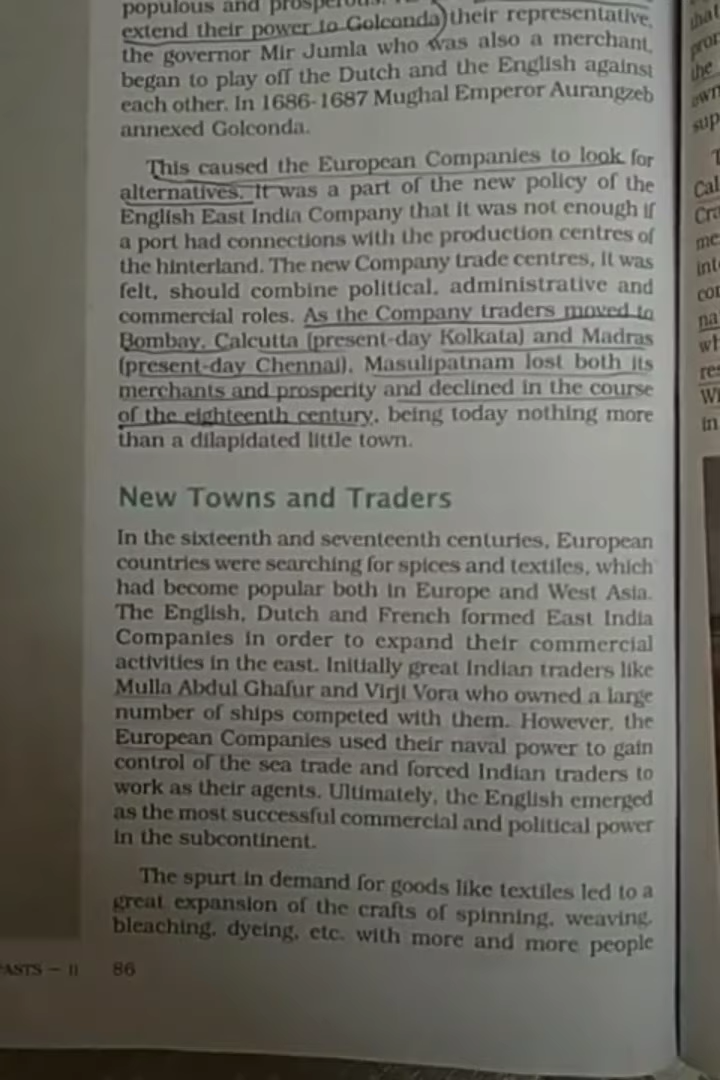 populous and prosperous.
extend their power to Golconda) their representative,
the governor Mir Jumla who was also a merchant,
began to play off the Dutch and the English against
each other. In 1686-1687 Mughal Emperor Aurangzeb
annexed Golconda.
This caused the European Companies to look for
alternatives. It was a part of the new policy of the
English East India Company that it was not enough if
a port had connections with the production centres of
the hinterland. The new Company trade centres, it was
felt, should combine political, administrative and
commercial roles. As the Company traders moved to
Bombay, Calcutta (present-day Kolkata) and Madras
(present-day Chennai), Masulipatnam lost both its
merchants and prosperity and declined in the course
of the eighteenth century, being today nothing more
than a dilapidated little town.
New Towns and Traders
In the sixteenth and seventeenth centuries, European
countries were searching for spices and textiles, which
had become popular both in Europe and West Asia.
The English, Dutch and French formed East India
Companies in order to expand their commercial
activities in the east. Initially great Indian traders like
Mulla Abdul Ghafur and Virji Vora who owned a large
number of ships competed with them. However, the
European Companies used their naval power to gain
control of the sea trade and forced Indian traders to
work as their agents. Ultimately, the English emerged
as the most successful commercial and political power
in the subcontinent.
The spurt in demand for goods like textiles led to a
great expansion of the crafts of spinning, weaving,
bleaching, dyeing, etc. with more and more people
ASTS – II 86